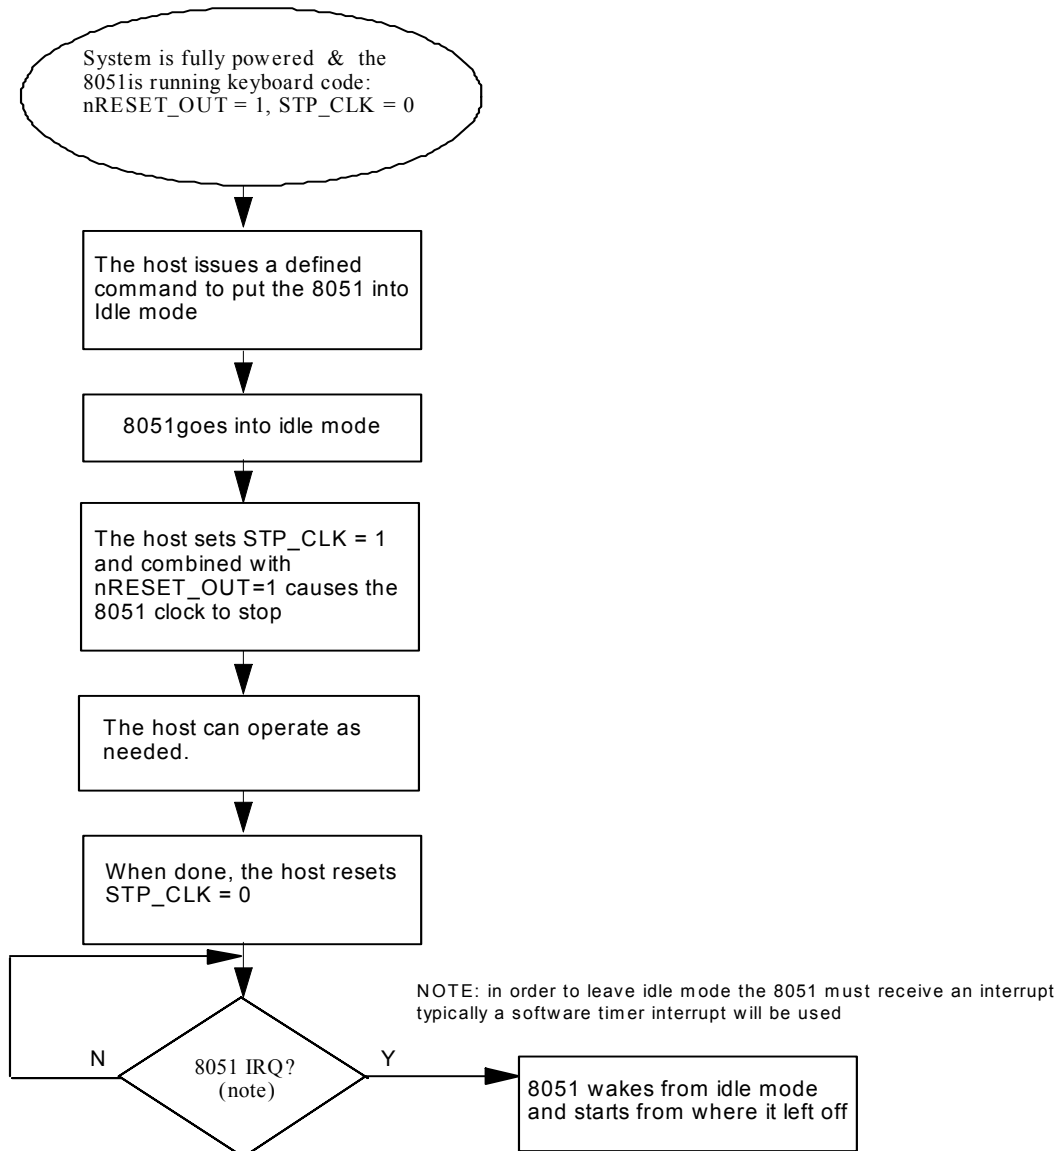 System is fully powered & the
8051is running keyboard code:
nRESET_OUT = 1, STP_CLK = 0
The host issues a defined
command to put the 8051 into
Idle mode
8051goes into idle mode
The host sets STP_CLK = 1
and combined with
nRESET_OUT=1 causes the
8051 clock to stop
The host can operate as
needed.
When done, the host resets
STP_CLK = 0
NOTE: in order to leave idle mode the 8051 must receive an interrupt
typically a software timer interrupt will be used
N
8051 IRQ?
(note)
Y
8051 wakes from idle mode
and starts from where it left off